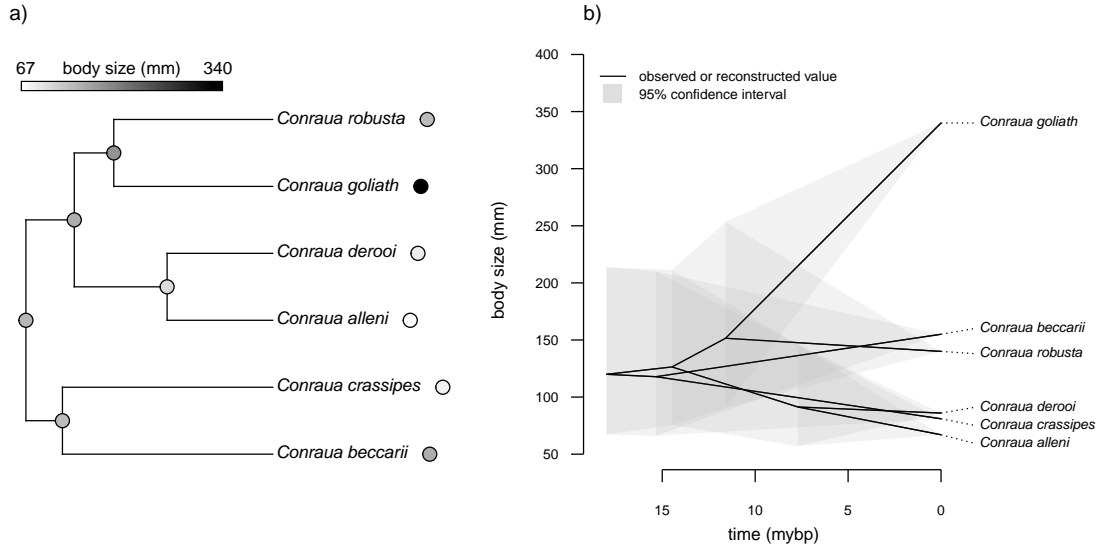 a)
67 body size (mm) 340
Conraua robusta
Conraua goliath
Conraua derooi
Conraua alleni
Conraua crassipes
Conraua beccarii
b)
body size (mm)
400
350
300
250
200
150
100
50
observed or reconstructed value
95% confidence interval
Conraua goliath
Conraua beccarii
Conraua robusta
Conraua derooi
Conraua crassipes
Conraua alleni
15 10 5 0
time (mybp)